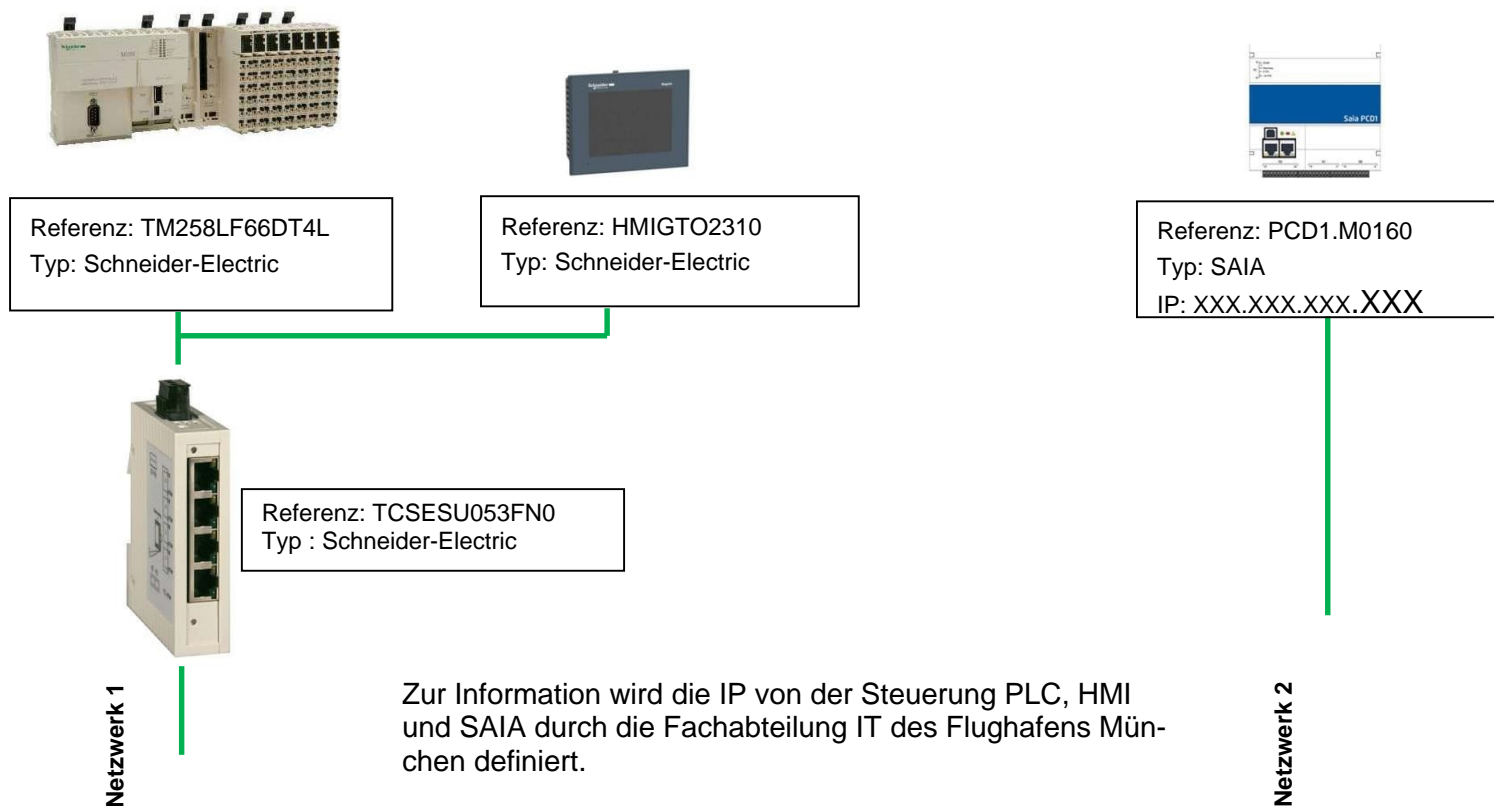 Saia PCD1
Referenz: TM258LF66DT4L
Typ: Schneider-Electric
Referenz: HMIGTO2310
Typ: Schneider-Electric
Referenz: PCD1.M0160
Typ: SAIA
IP: XXX.XXX.XXX.XXX
Referenz: TCSESU053FN0
Typ : Schneider-Electric
Netzwerk 1
Zur Information wird die IP von der Steuerung PLC, HMI
und SAIA durch die Fachabteilung IT des Flughafens Mün-
chen definiert.
Netzwerk 2